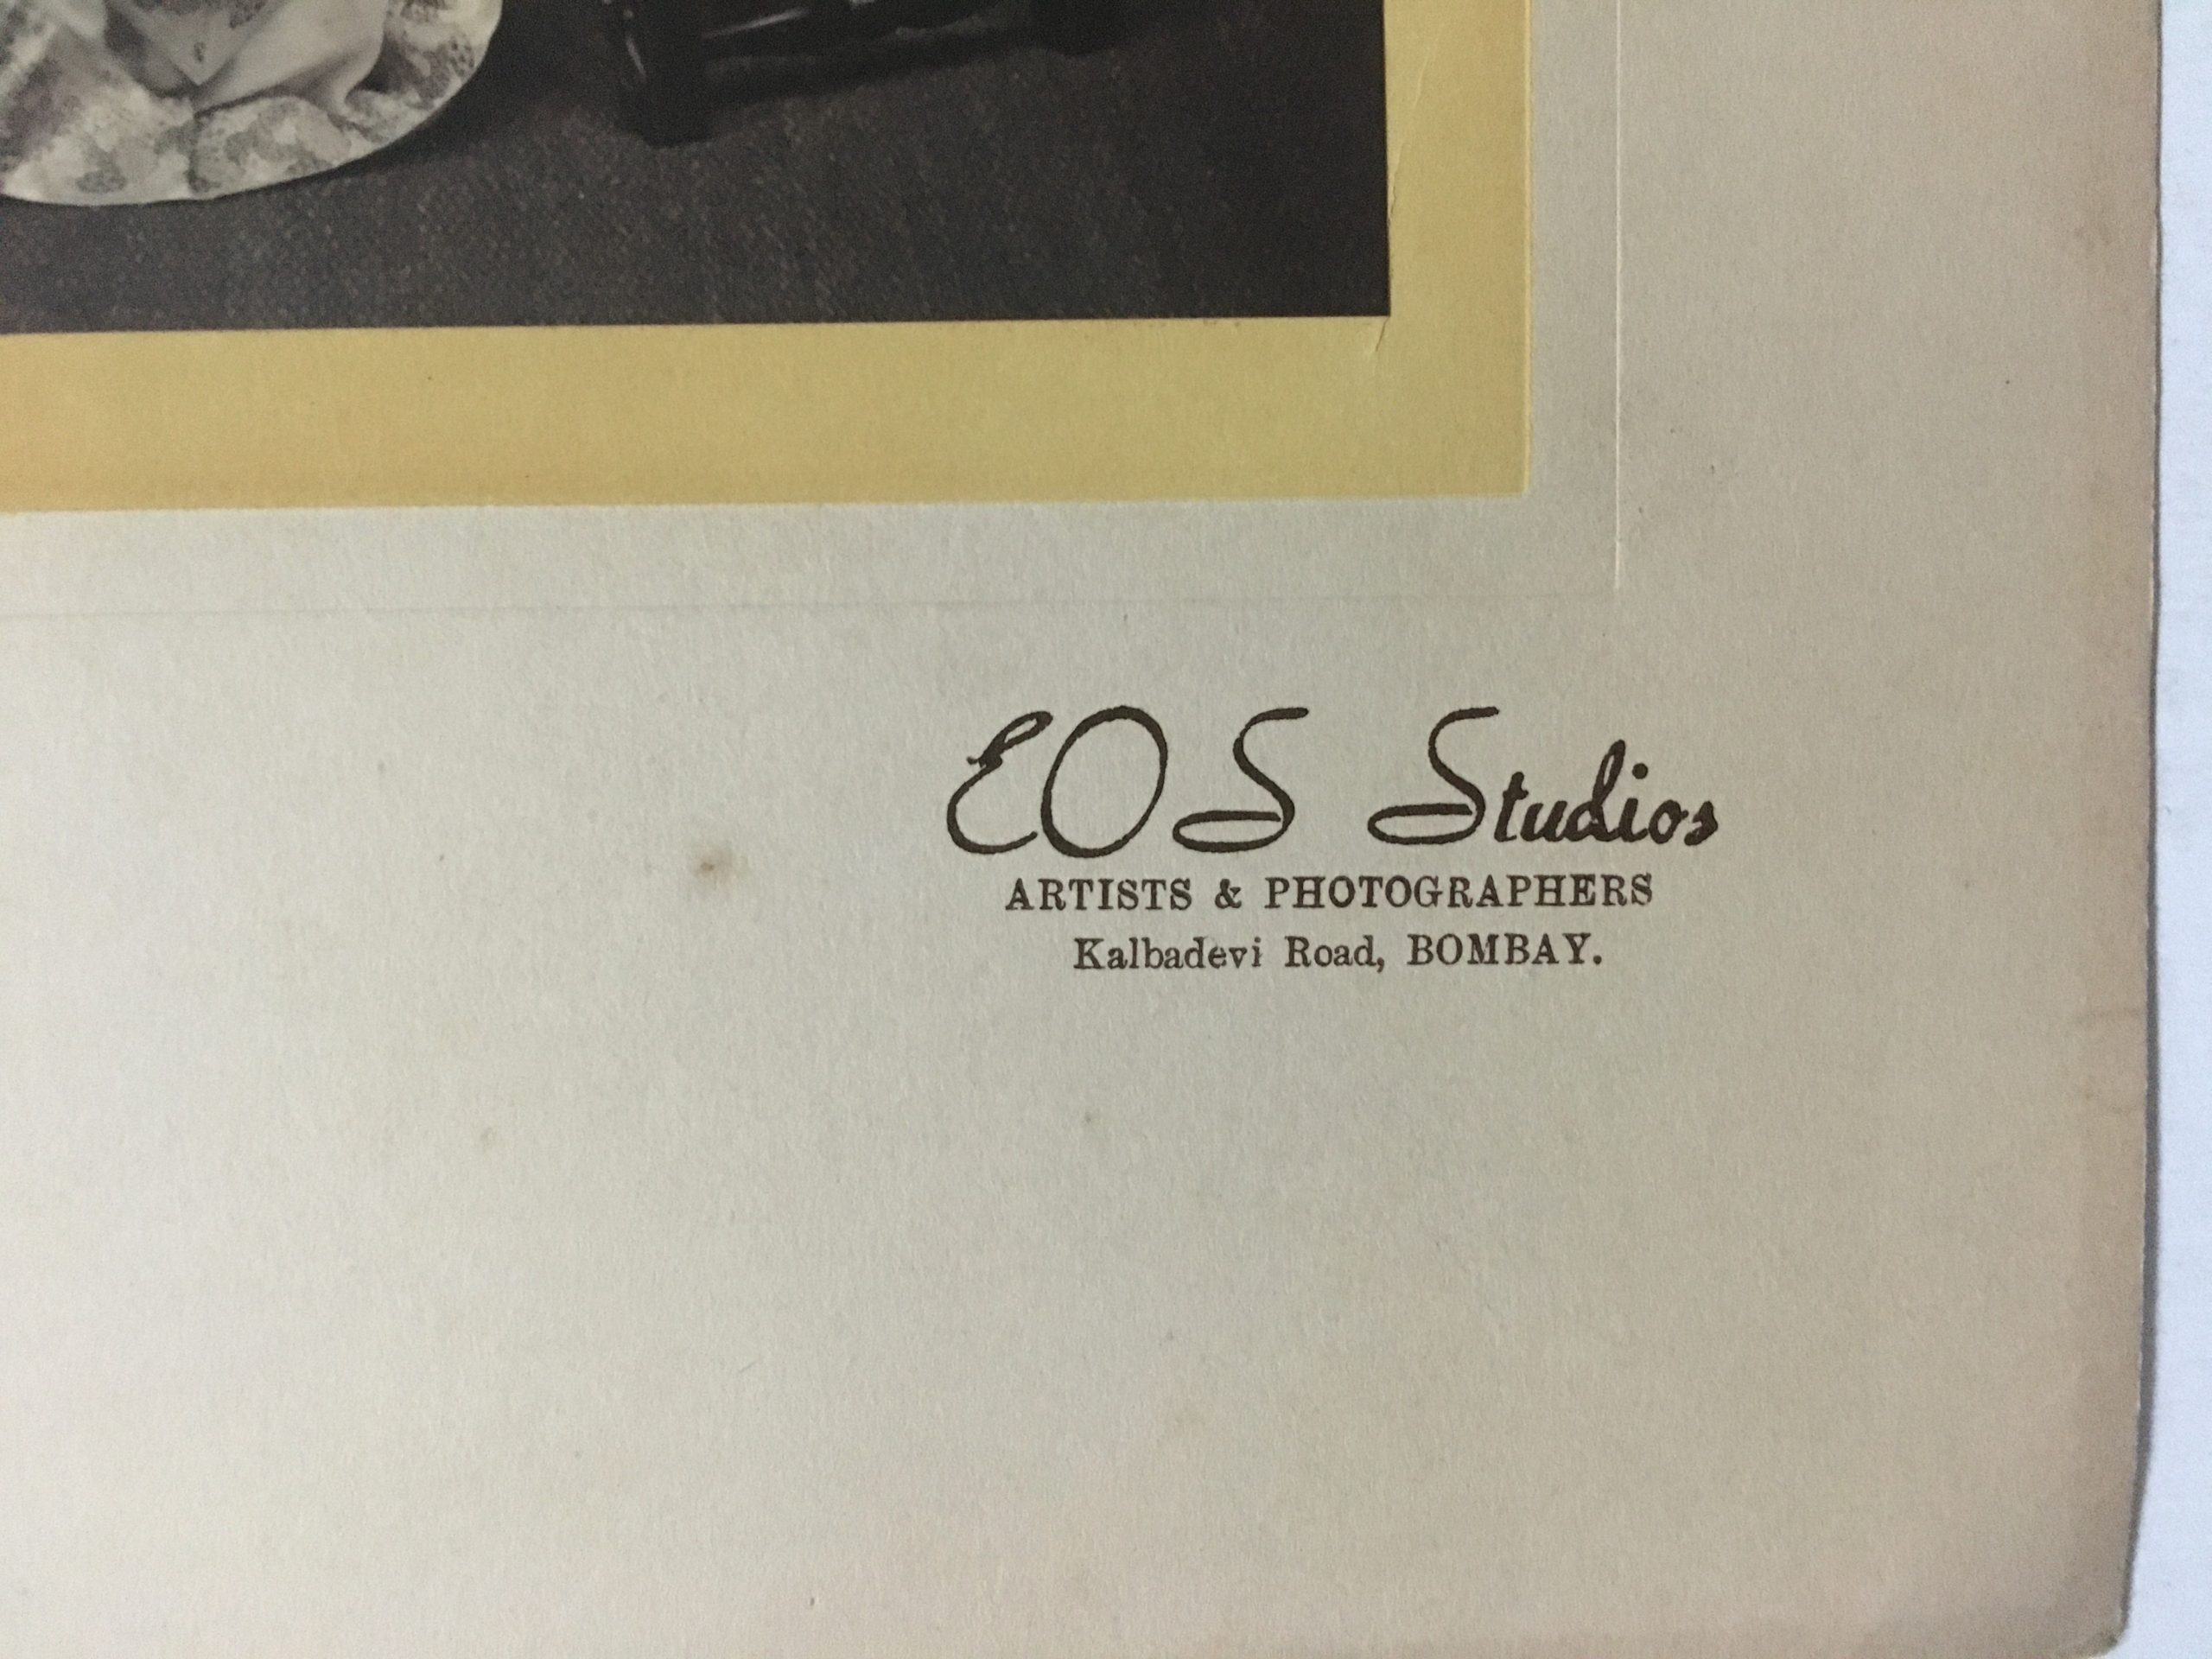 EOS Studios
ARTISTS & PHOTOGRAPHERS
Kalbadevi Road, BOMBAY.